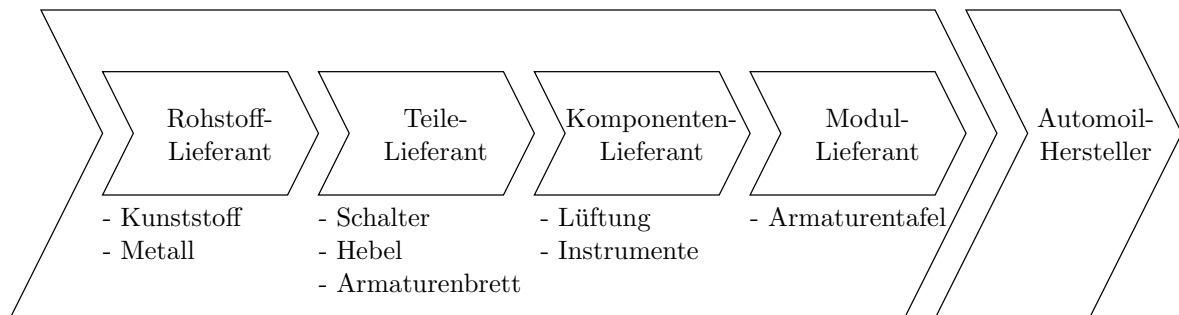 Rohstoff-
Lieferant
- Kunststoff
- Metall
Teile-
Lieferant
- Schalter
- Hebel
- Armaturenbrett
Komponenten-
Lieferant
- Lüftung
- Instrumente
Modul-
Lieferant
- Armaturentafel
Automoil-
Hersteller